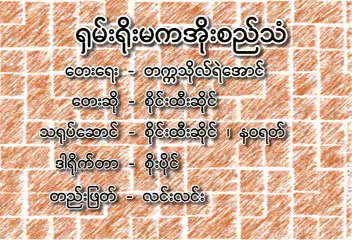 ရှမ်းရိုးမကအိုးစည်သံ
တေးရေး - တက္ကသိုလ်ရဲအောင်
တေးဆို - စိုင်းထီးဆိုင်
သရုပ်ဆောင် - စိုင်းထီးဆိုင် ၊ နဝရတ်
ဒါရိုက်တာ - စိုးပိုင်
တည်းဖြတ် - လင်းလင်း